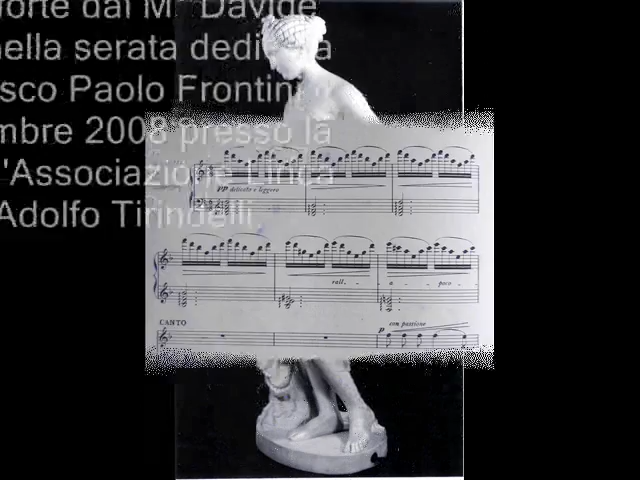 forte dal M° Davide
nella serata dedicata
sco Paolo Frontini
mbre 2008 presso la
l'Associazione Lirica
Adolfo Tirindelli.
pp delicato e leggero
rall. - a - poco -
CANTO
con passione
p